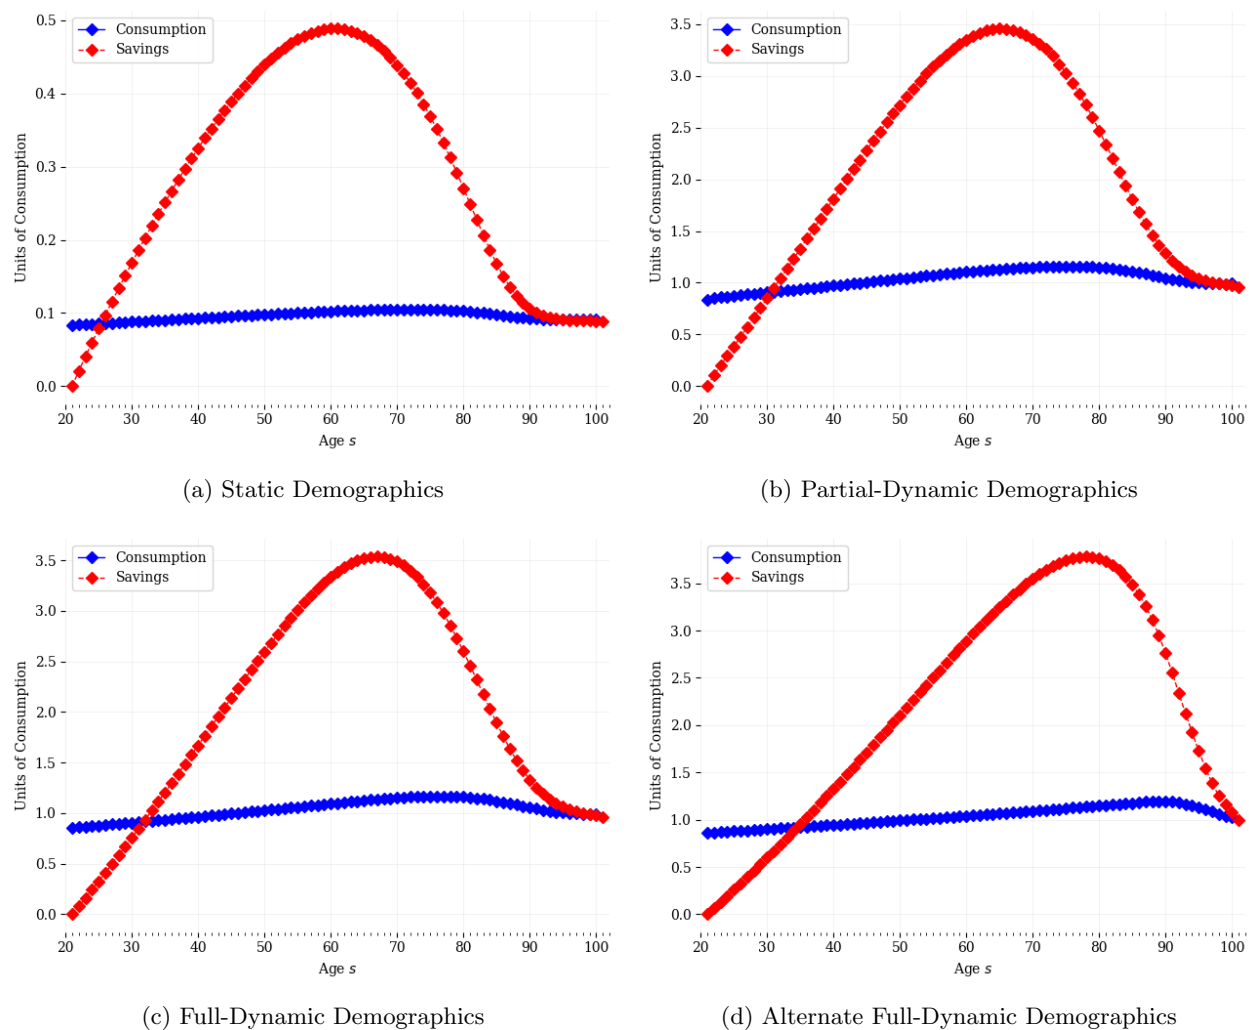 Consumption
Savings
Units of Consumption
0.5
0.4
0.3
0.2
0.1
0.0
20 30 40 50 60 70 80 90 100
Age s
(a) Static Demographics
Consumption
Savings
Units of Consumption
3.5
3.0
2.5
2.0
1.5
1.0
0.5
0.0
20 30 40 50 60 70 80 90 100
Age s
(b) Partial-Dynamic Demographics
Consumption
Savings
Units of Consumption
3.5
3.0
2.5
2.0
1.5
1.0
0.5
0.0
20 30 40 50 60 70 80 90 100
Age s
(c) Full-Dynamic Demographics
Consumption
Savings
Units of Consumption
3.5
3.0
2.5
2.0
1.5
1.0
0.5
0.0
20 30 40 50 60 70 80 90 100
Age s
(d) Alternate Full-Dynamic Demographics